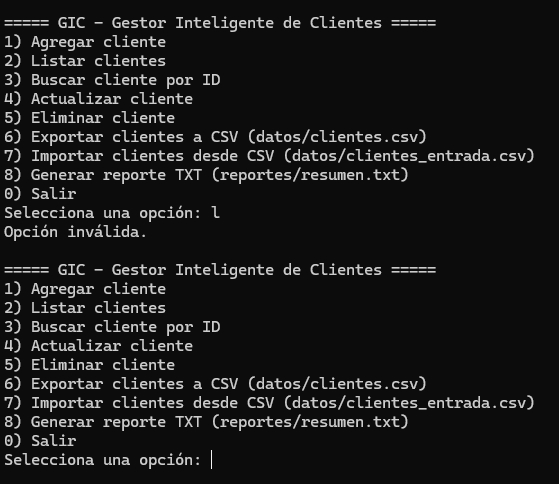 ===== GIC - Gestor Inteligente de Clientes =====
1) Agregar cliente
2) Listar clientes
3) Buscar cliente por ID
4) Actualizar cliente
5) Eliminar cliente
6) Exportar clientes a CSV (datos/clientes.csv)
7) Importar clientes desde CSV (datos/clientes_entrada.csv)
8) Generar reporte TXT (reportes/resumen.txt)
0) Salir
Selecciona una opción: l
Opción inválida.
===== GIC - Gestor Inteligente de Clientes =====
1) Agregar cliente
2) Listar clientes
3) Buscar cliente por ID
4) Actualizar cliente
5) Eliminar cliente
6) Exportar clientes a CSV (datos/clientes.csv)
7) Importar clientes desde CSV (datos/clientes_entrada.csv)
8) Generar reporte TXT (reportes/resumen.txt)
0) Salir
Selecciona una opción: